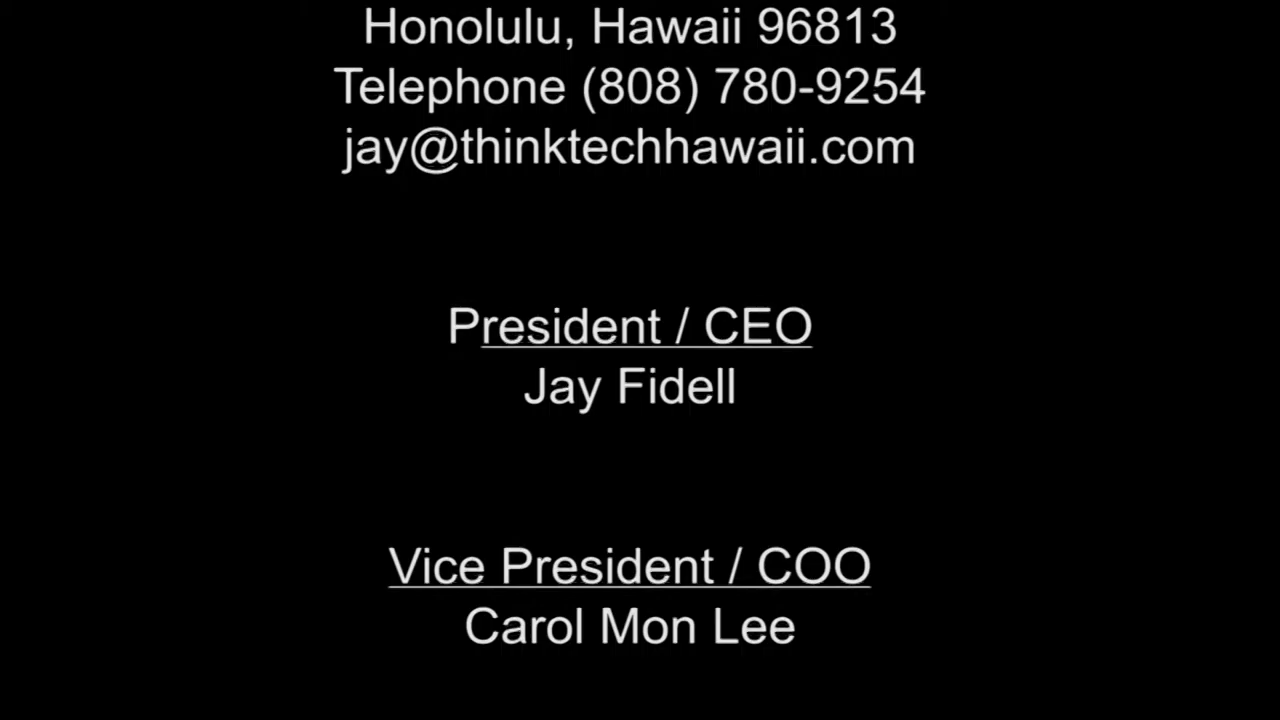 Honolulu, Hawaii 96813
Telephone (808) 780-9254
jay@thinktechhawaii.com
President / CEO
Jay Fidell
Vice President / COO
Carol Mon Lee